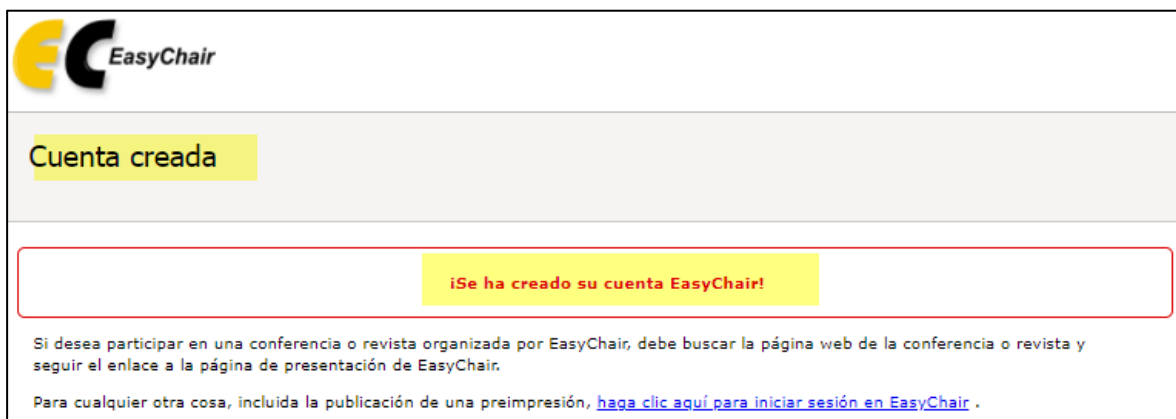 EC EasyChair
Cuenta creada
¡Se ha creado su cuenta EasyChair!
Si desea participar en una conferencia o revista organizada por EasyChair, debe buscar la página web de la conferencia o revista y
seguir el enlace a la página de presentación de EasyChair.
Para cualquier otra cosa, incluida la publicación de una preimpresión, haga clic aquí para iniciar sesión en EasyChair .